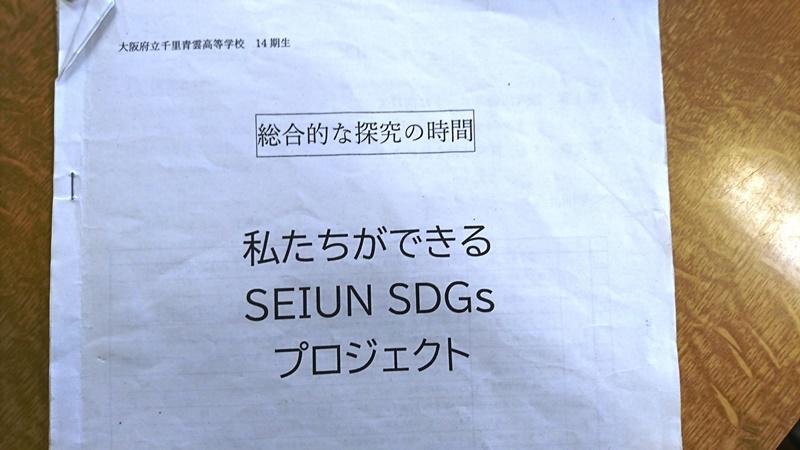 大阪府立千里青雲高等学校　14期生
総合的な探究の時間
私たちができる
SEIUN SDGs
プロジェクト